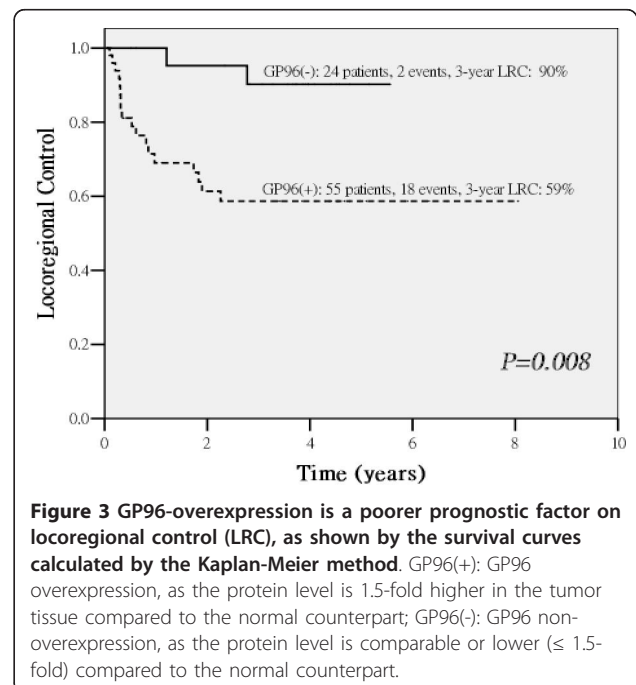 1.0
0.8
0.6
0.4
0.2
0.0
Locoregional Control
GP96(-): 24 patients, 2 events, 3-year LRC: 90%
GP96(+): 55 patients, 18 events, 3-year LRC: 59%
P=0.008
0 2 4 6 8 10
Time (years)
Figure 3 GP96-overexpression is a poorer prognostic factor on
locoregional control (LRC), as shown by the survival curves
calculated by the Kaplan-Meier method. GP96(+): GP96
overexpression, as the protein level is 1.5-fold higher in the tumor
tissue compared to the normal counterpart; GP96(-): GP96 non-
overexpression, as the protein level is comparable or lower (≤ 1.5-
fold) compared to the normal counterpart.